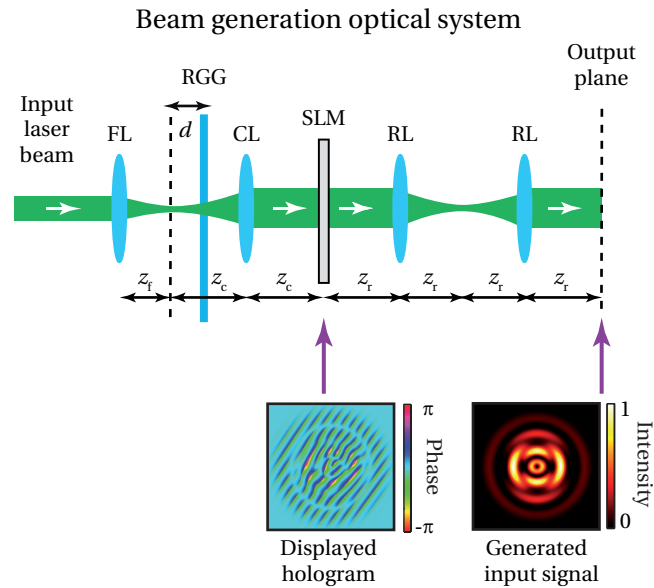 Beam generation optical system
Output
plane
RGG
Input
laser
beam
d
FL
CL
SLM
RL
RL
z_f
z_c
z_c
z_r
z_r
z_r
z_r
π
Phase
-π
1
Intensity
0
Displayed
hologram
Generated
input signal